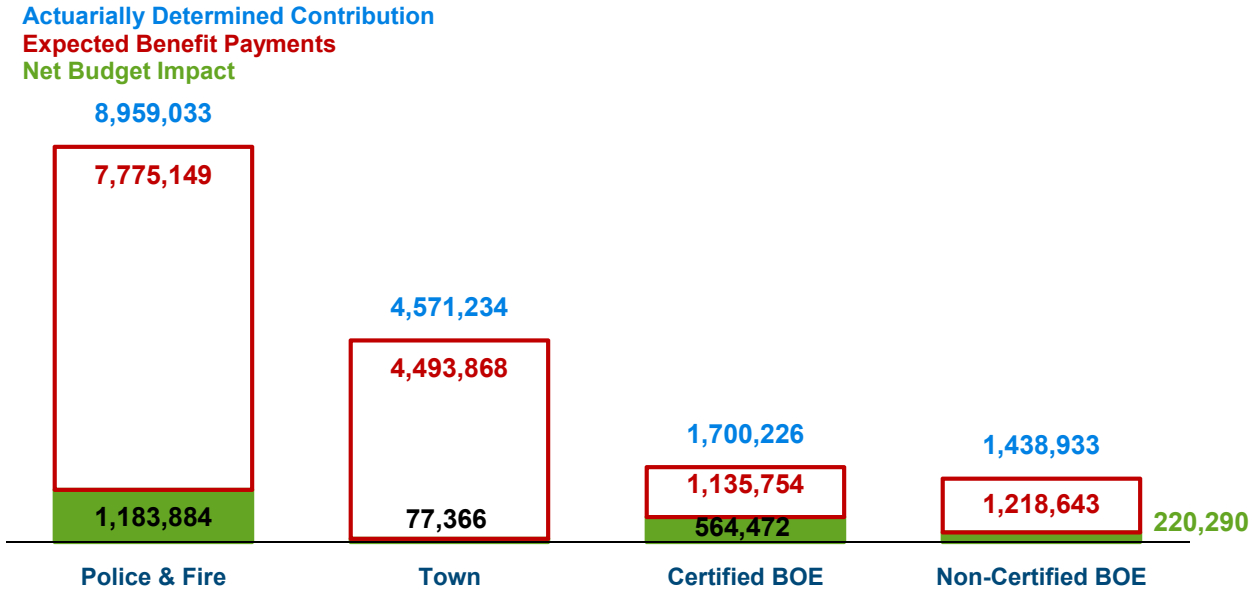 Actuarially Determined Contribution
Expected Benefit Payments
Net Budget Impact
8,959,033
7,775,149
1,183,884
Police & Fire
4,571,234
4,493,868
77,366
Town
1,700,226
1,135,754
564,472
Certified BOE
1,438,933
1,218,643
220,290
Non-Certified BOE